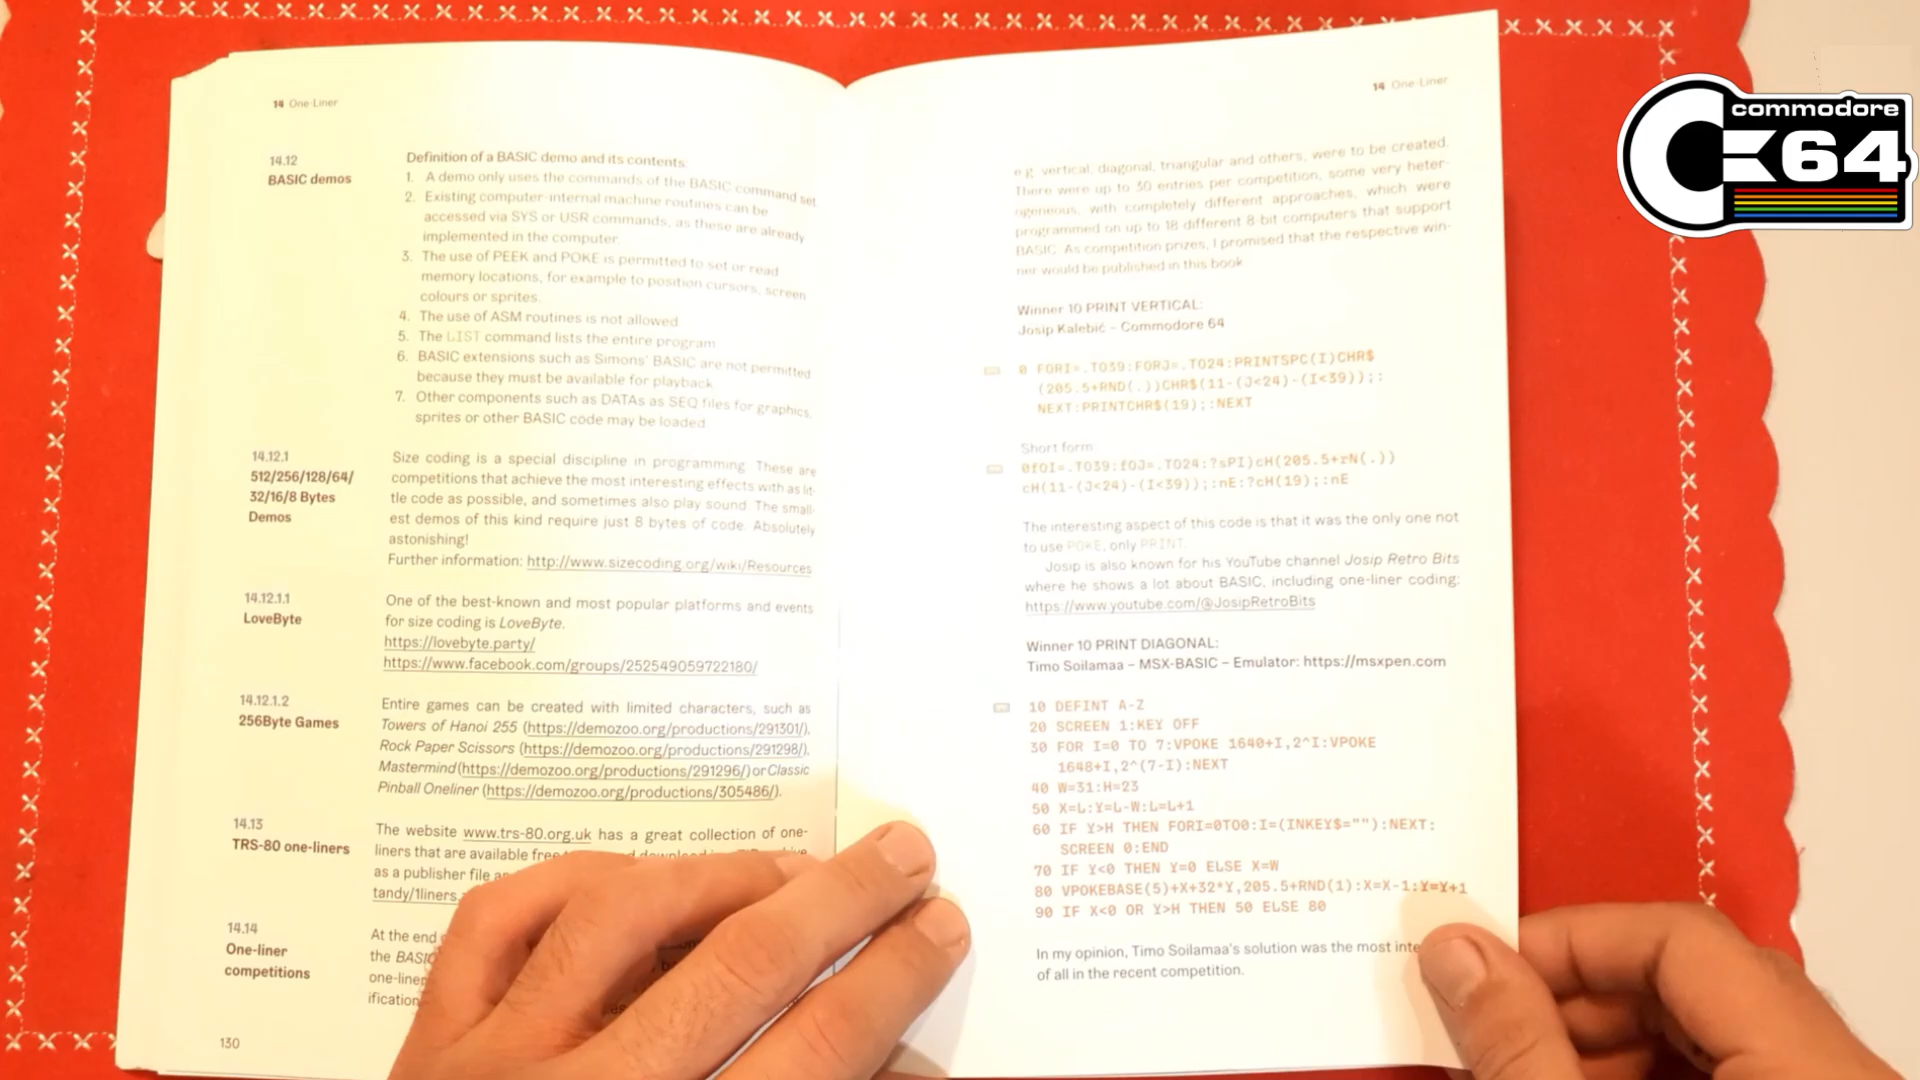 14 One-Liner
14.12
BASIC demos
Definition of a BASIC demo and its contents:
1. A demo only uses the commands of the BASIC command set
2. Existing computer-internal machine routines can be
accessed via SYS or USR commands, as these are already
implemented in the computer.
3. The use of PEEK and POKE is permitted to set or read
memory locations, for example to position cursors, screen
colours or sprites.
4. The use of ASM routines is not allowed
5. The LIST command lists the entire program
6. BASIC extensions such as Simons' BASIC are not permitted
because they must be available for playback
7. Other components such as DATAs as SEQ files for graphics,
sprites or other BASIC code may be loaded
14.12.1
512/256/128/64/
32/16/8 Bytes
Demos
Size coding is a special discipline in programming. These are
competitions that achieve the most interesting effects with as lit-
tle code as possible, and sometimes also play sound. The small-
est demos of this kind require just 8 bytes of code. Absolutely
astonishing!
Further information: http://www.sizecoding.org/wiki/Resources
14.12.1.1
LoveByte
One of the best-known and most popular platforms and events
for size coding is LoveByte.
https://lovebyte.party/
https://www.facebook.com/groups/252549059722180/
14.12.1.2
256Byte Games
Entire games can be created with limited characters, such as
Towers of Hanoi 255 (https://demozoo.org/productions/291301/),
Rock Paper Scissors (https://demozoo.org/productions/291298/),
Mastermind (https://demozoo.org/productions/291296/) or Classic
Pinball Oneliner (https://demozoo.org/productions/305486/).
14.13
TRS-80 one-liners
The website www.trs-80.org.uk has a great collection of one-
liners that are available free
as a publisher file
tandy/1liners.
14.14
One-liner
competitions
At the end
the BASIC
one-liner
ification
130
14 One-Liner
e.g. vertical, diagonal, triangular and others, were to be created.
There were up to 30 entries per competition, some very heter-
ogeneous, with completely different approaches, which were
programmed on up to 18 different 8 bit computers that support
BASIC. As competition prizes, I promised that the respective win-
ner would be published in this book.
Winner 10 PRINT VERTICAL:
Josip Kalebić – Commodore 64
0 FORI=.TO39:FORJ=.TO24:PRINTSPC(I)CHR$
(205.5+RND(.))CHR$(11-(J<24)-(I<39));:
NEXT:PRINTCHR$(19);:NEXT
Short form
0fOI=.TO39:fOJ=.TO24:?sPI)cH(205.5+rN(.))
cH(11-(J<24)-(I<39));:nE:?cH(19);:nE
The interesting aspect of this code is that it was the only one not
to use POKE, only PRINT.
Josip is also known for his YouTube channel Josip Retro Bits
where he shows a lot about BASIC, including one-liner coding:
https://www.youtube.com/@JosipRetroBits
Winner 10 PRINT DIAGONAL:
Timo Soilamaa – MSX-BASIC – Emulator: https://msxpen.com
10 DEFINT A-Z
20 SCREEN 1:KEY OFF
30 FOR I=0 TO 7:VPOKE 1640+I,2^I:VPOKE
1648+I,2^(7-I):NEXT
40 W=31:H=23
50 X=L:Y=L-W:L=L+1
60 IF Y>H THEN FORI=0TO0:I=(INKEY$=""):NEXT:
SCREEN 0:END
70 IF Y<0 THEN Y=0 ELSE X=W
80 VPOKEBASE(5)+X+32*Y,205.5+RND(1):X=X-1:Y=Y+1
90 IF X<0 OR Y>H THEN 50 ELSE 80
In my opinion, Timo Soilamaa's solution was the most inte
of all in the recent competition.
commodore
64